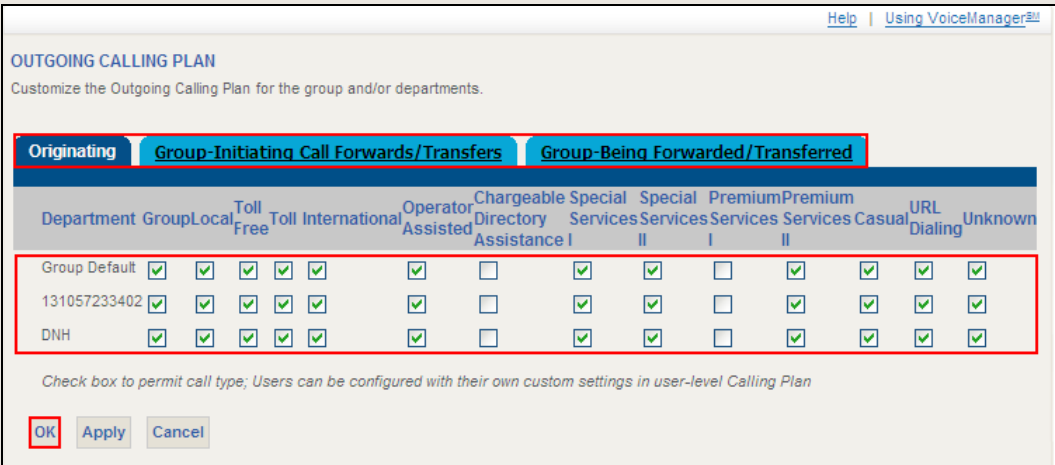 Help | Using VoiceManager℠
OUTGOING CALLING PLAN
Customize the Outgoing Calling Plan for the group and/or departments.
Originating Group-Initiating Call Forwards/Transfers Group-Being Forwarded/Transferred
Department Group Local Toll Free Toll International Operator Assisted Chargeable Directory Assistance Special Services I Special Services II Premium Services I Premium Services II Casual URL Dialing Unknown
Group Default
131057233402
DNH
Check box to permit call type; Users can be configured with their own custom settings in user-level Calling Plan
OK Apply Cancel